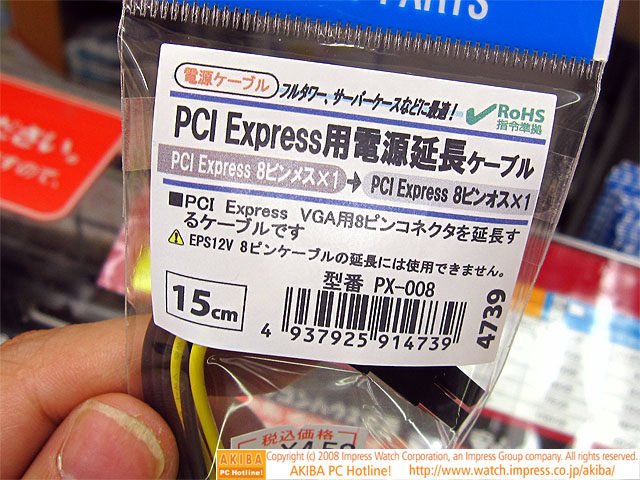 PARTS
電源ケーブル
フルタワー、サーバーケースなどに最適!
RoHS
指令準拠
PCI Express用電源延長ケーブル
PCI Express 8ピンメス×1→PCI Express 8ピンオス×1
■PCI Express VGA用8ピンコネクタを延長す
るケーブルです
EPS12V 8ピンケーブルの延長には使用できません。
型番 PX-008
15cm
4 937925 914739
4739
税込価格
ださい。
すので、
AKIBA
PC Hotline!
Copyright (c) 2008 Impress Watch Corporation, an Impress Group company. All rights reserved.
AKIBA PC Hotline! http://www.watch.impress.co.jp/akiba/